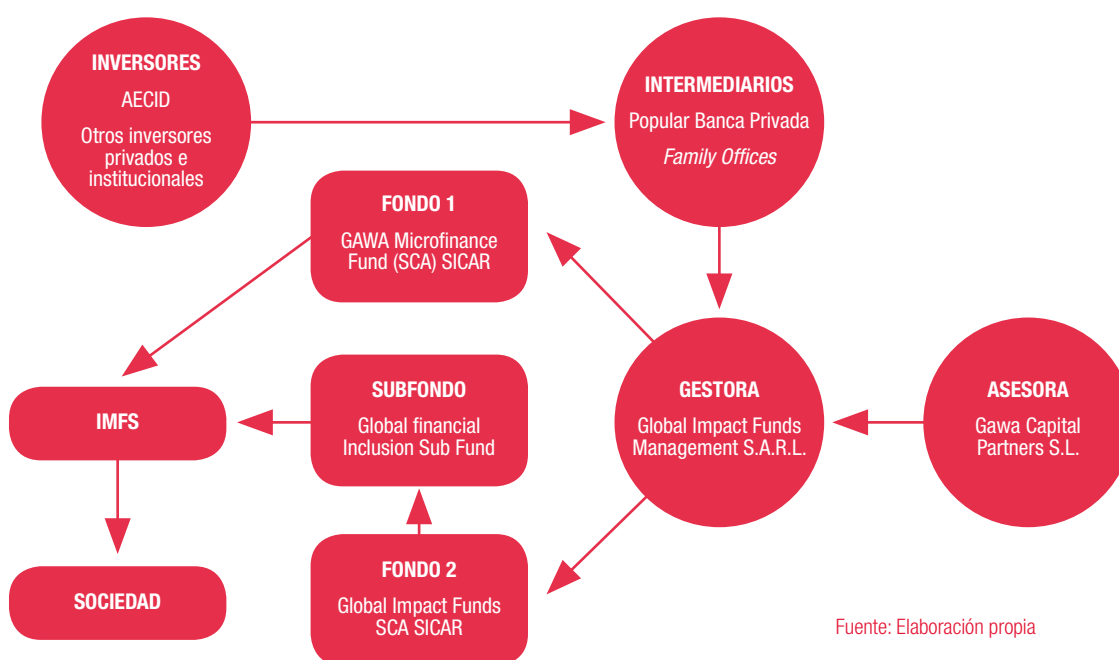 INVERSORES
AECID
Otros inversores
privados e
institucionales
INTERMEDIARIOS
Popular Banca Privada
Family Offices
FONDO 1
GAWA Microfinance
Fund (SCA) SICAR
IMFS
SUBFONDO
Global financial
Inclusion Sub Fund
GESTORA
Global Impact Funds
Management S.A.R.L.
ASESORA
Gawa Capital
Partners S.L.
SOCIEDAD
FONDO 2
Global Impact Funds
SCA SICAR
Fuente: Elaboración propia